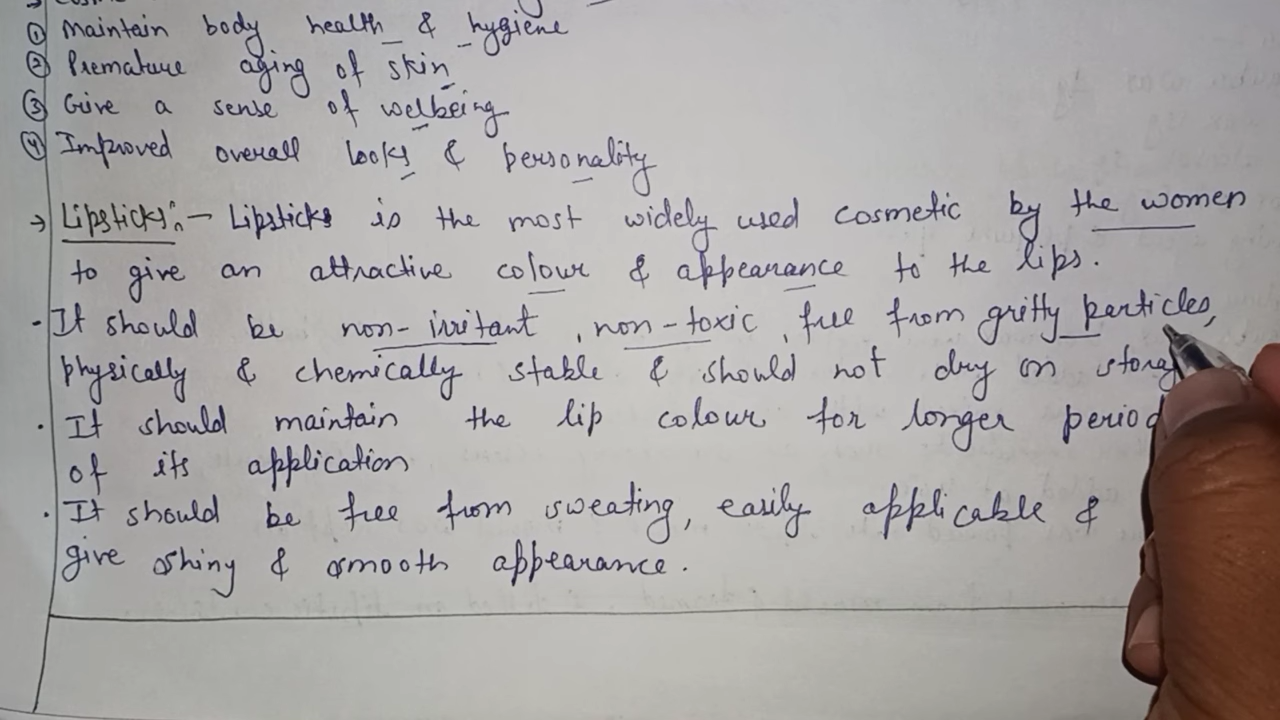 ① Maintain body health & hygiene
② Premature aging of skin
③ Give a sense of welbeing
④ Improved overall looks & personality
→ Lipsticks:- Lipsticks is the most widely used cosmetic by the women
to give an attractive colour & appearance to the lips.
· It should be non-irritant, non-toxic, free from gritty particles,
physically & chemically stable & should not dry on
· It should maintain the lip colour for longer period
of its application
· It should be free from sweating, easily applicable &
give shiny & smooth appearance.